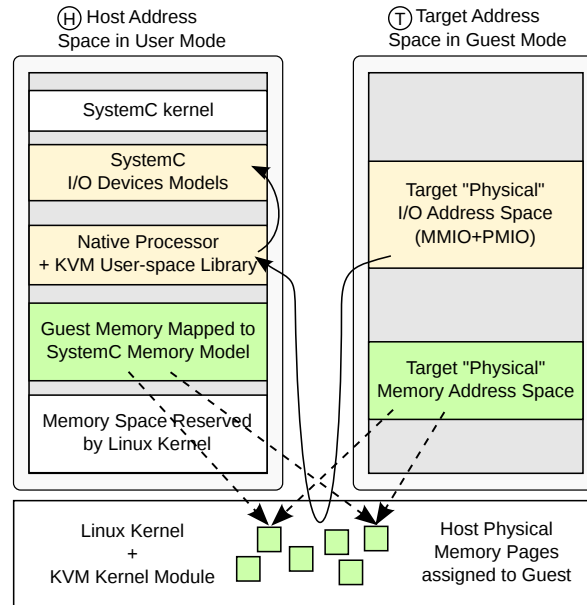 H Host Address
Space in User Mode
SystemC kernel
SystemC
I/O Devices Models
Native Processor
+ KVM User-space Library
Guest Memory Mapped to
SystemC Memory Model
Memory Space Reserved
by Linux Kernel
T Target Address
Space in Guest Mode
Target "Physical"
I/O Address Space
(MMIO+PMIO)
Target "Physical"
Memory Address Space
Linux Kernel
+
KVM Kernel Module
Host Physical
Memory Pages
assigned to Guest